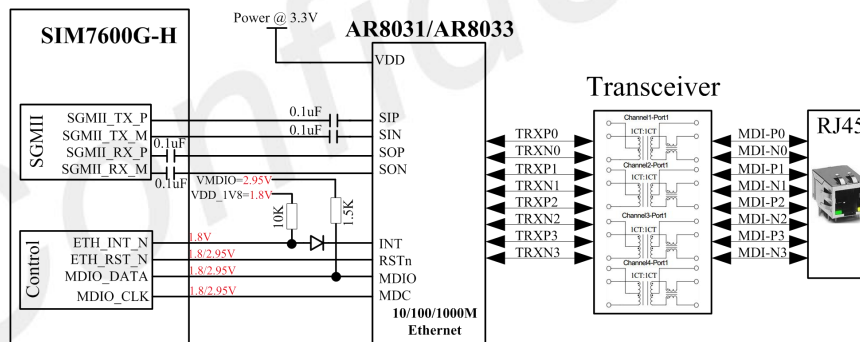 Power @ 3.3V
SIM7600G-H
AR8031/AR8033
VDD
SGMII
SGMII_TX_P
SGMII_TX_M
SGMII_RX_P
SGMII_RX_M
0.1uF
0.1uF
0.1uF
0.1uF
SIP
SIN
SOP
SON
VMDIO=2.95V
VDD_1V8=1.8V
10K
1.5K
Control
ETH_INT_N
ETH_RST_N
MDIO_DATA
MDIO_CLK
1.8V
1.8/2.95V
1.8/2.95V
1.8/2.95V
INT
RSTn
MDIO
MDC
10/100/1000M
Ethernet
TRXP0
TRXN0
TRXP1
TRXN1
TRXP2
TRXN2
TRXP3
TRXN3
Transceiver
Channel1-Port1
1CT:1CT
Channel2-Port1
1CT:1CT
Channel3-Port1
1CT:1CT
Channel4-Port1
1CT:1CT
MDI-P0
MDI-N0
MDI-P1
MDI-N1
MDI-P2
MDI-N2
MDI-P3
MDI-N3
RJ45
Confide